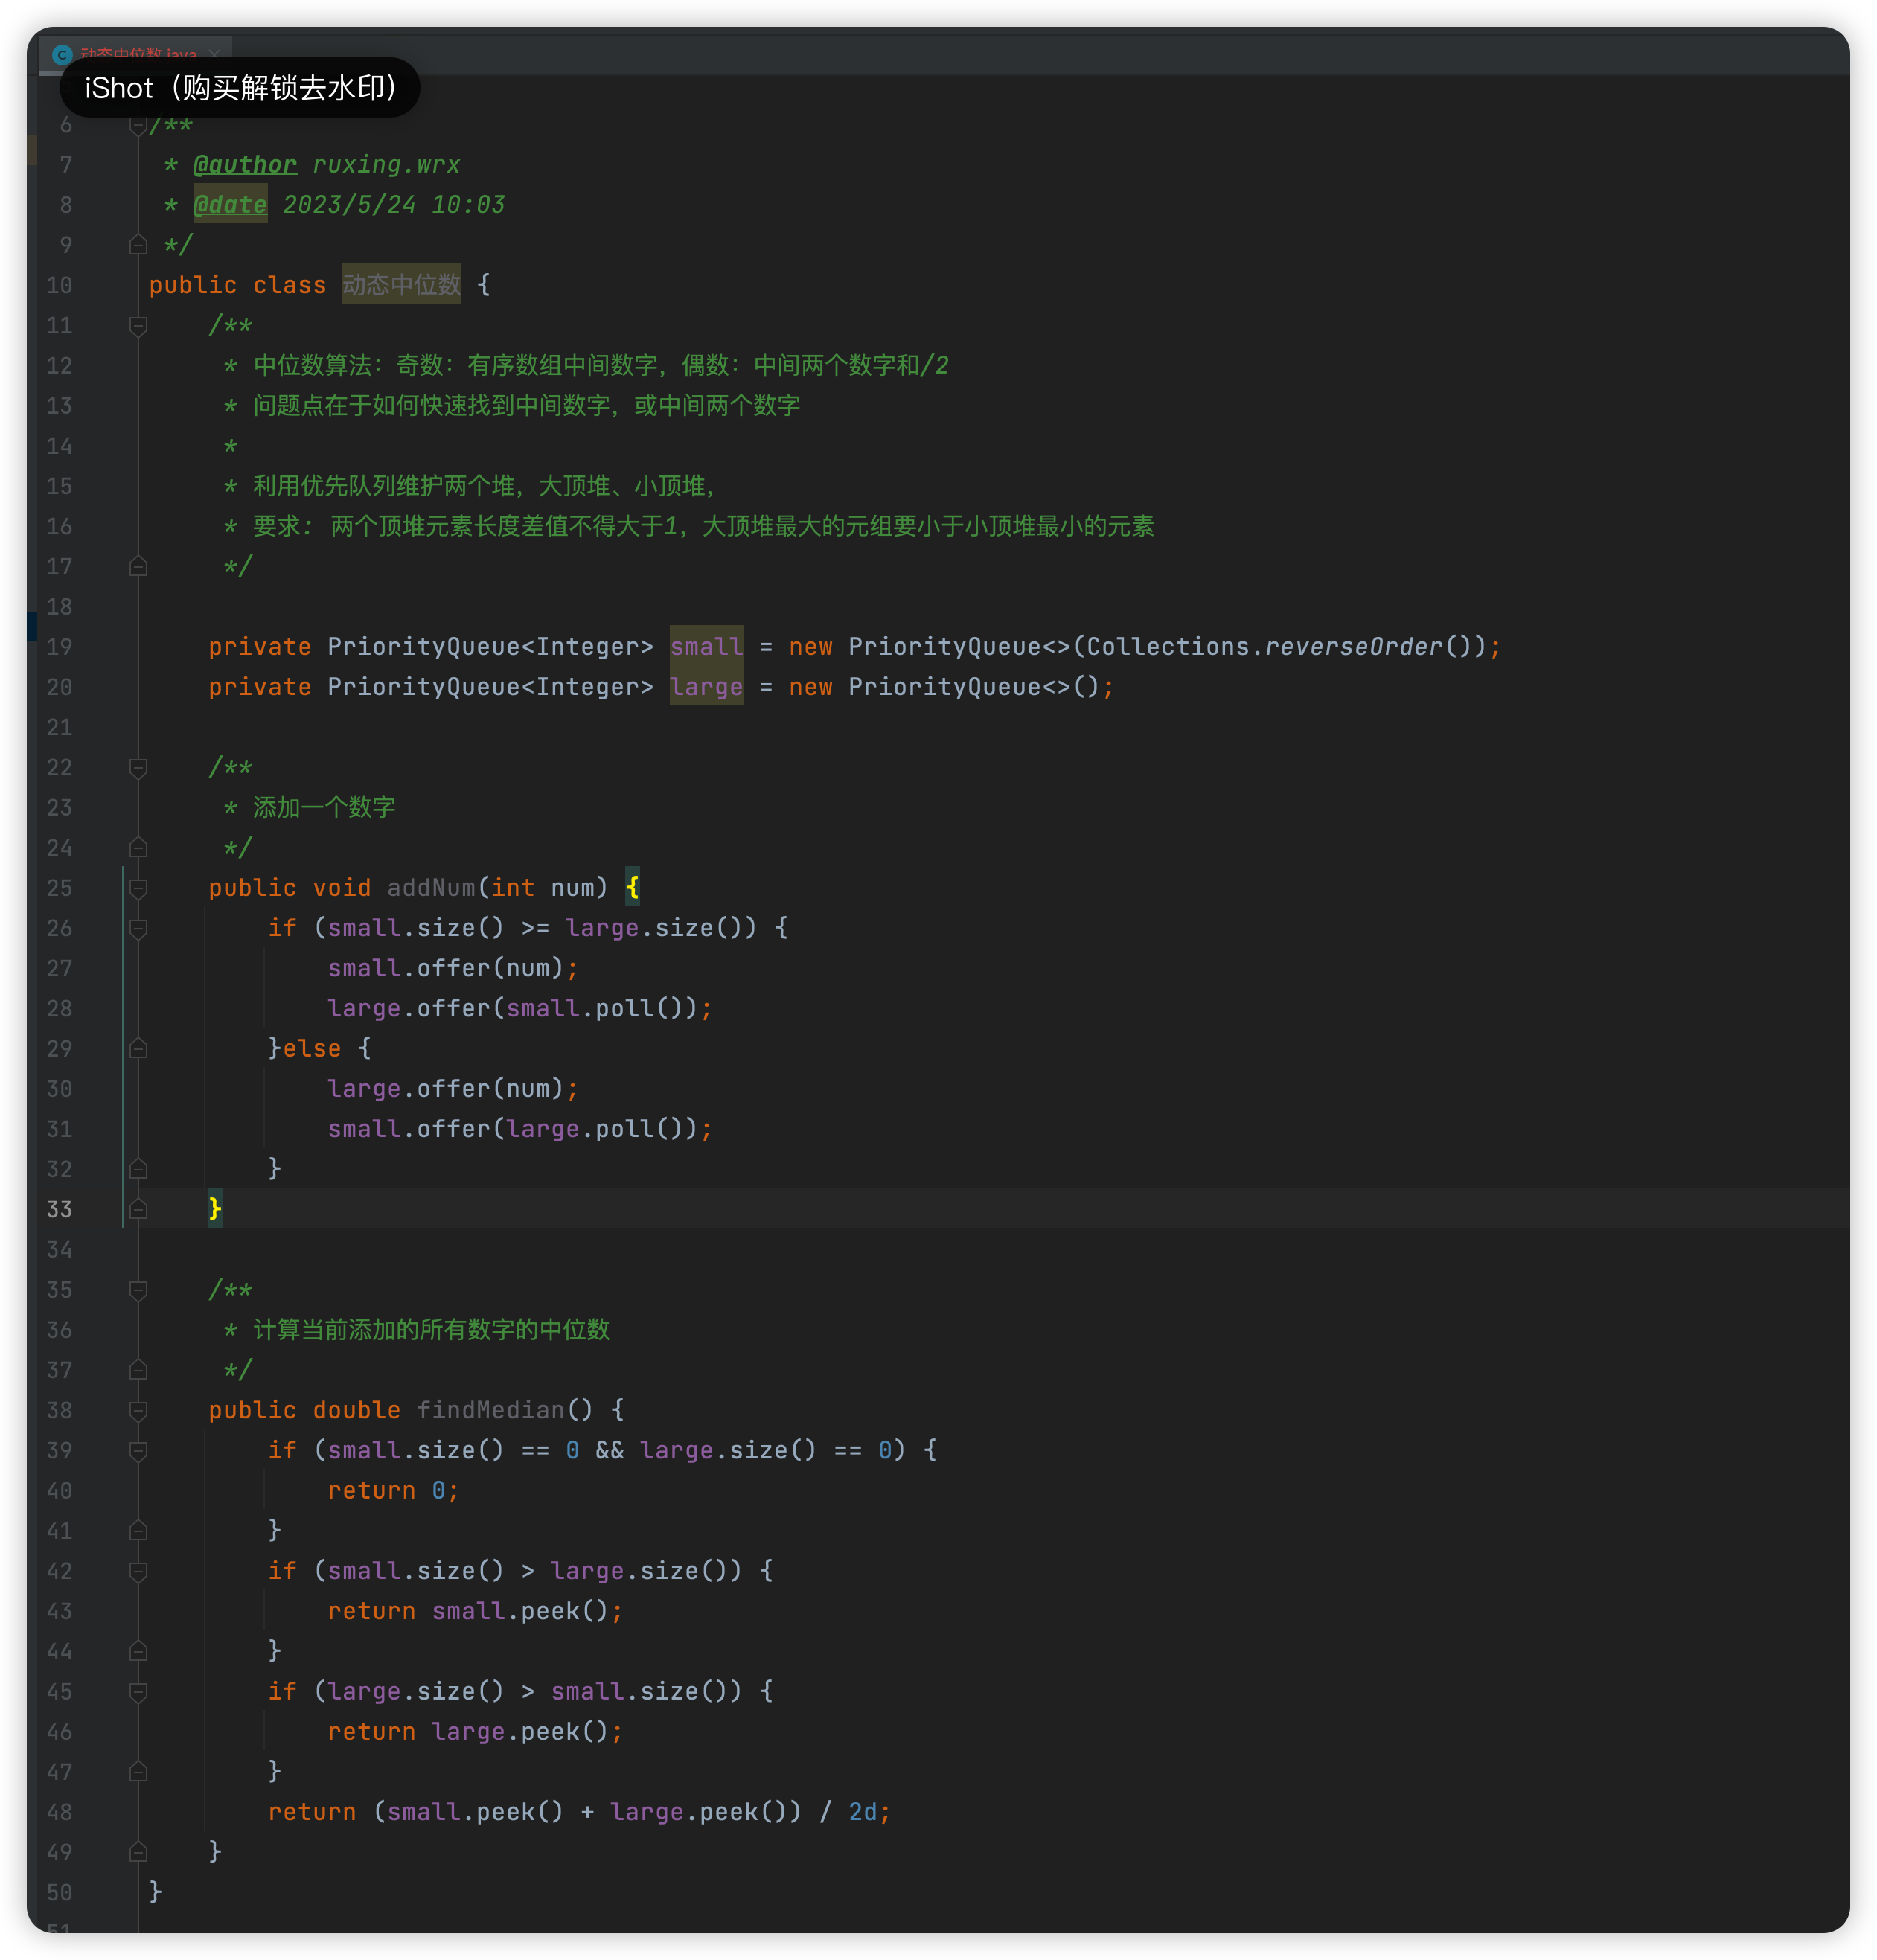 动态中位数.java
iShot（购买解锁去水印）
6 /**
7 * @author ruxing.wrx
8 * @date 2023/5/24 10:03
9 */
10 public class 动态中位数 {
11 /**
12 * 中位数算法：奇数：有序数组中间数字，偶数：中间两个数字和/2
13 * 问题点在于如何快速找到中间数字，或中间两个数字
14 *
15 * 利用优先队列维护两个堆，大顶堆、小顶堆，
16 * 要求: 两个顶堆元素长度差值不得大于1，大顶堆最大的元组要小于小顶堆最小的元素
17 */
18
19 private PriorityQueue<Integer> small = new PriorityQueue<>(Collections.reverseOrder());
20 private PriorityQueue<Integer> large = new PriorityQueue<>();
21
22 /**
23 * 添加一个数字
24 */
25 public void addNum(int num) {
26 if (small.size() >= large.size()) {
27 small.offer(num);
28 large.offer(small.poll());
29 }else {
30 large.offer(num);
31 small.offer(large.poll());
32 }
33 }
34
35 /**
36 * 计算当前添加的所有数字的中位数
37 */
38 public double findMedian() {
39 if (small.size() == 0 && large.size() == 0) {
40 return 0;
41 }
42 if (small.size() > large.size()) {
43 return small.peek();
44 }
45 if (large.size() > small.size()) {
46 return large.peek();
47 }
48 return (small.peek() + large.peek()) / 2d;
49 }
50 }
51